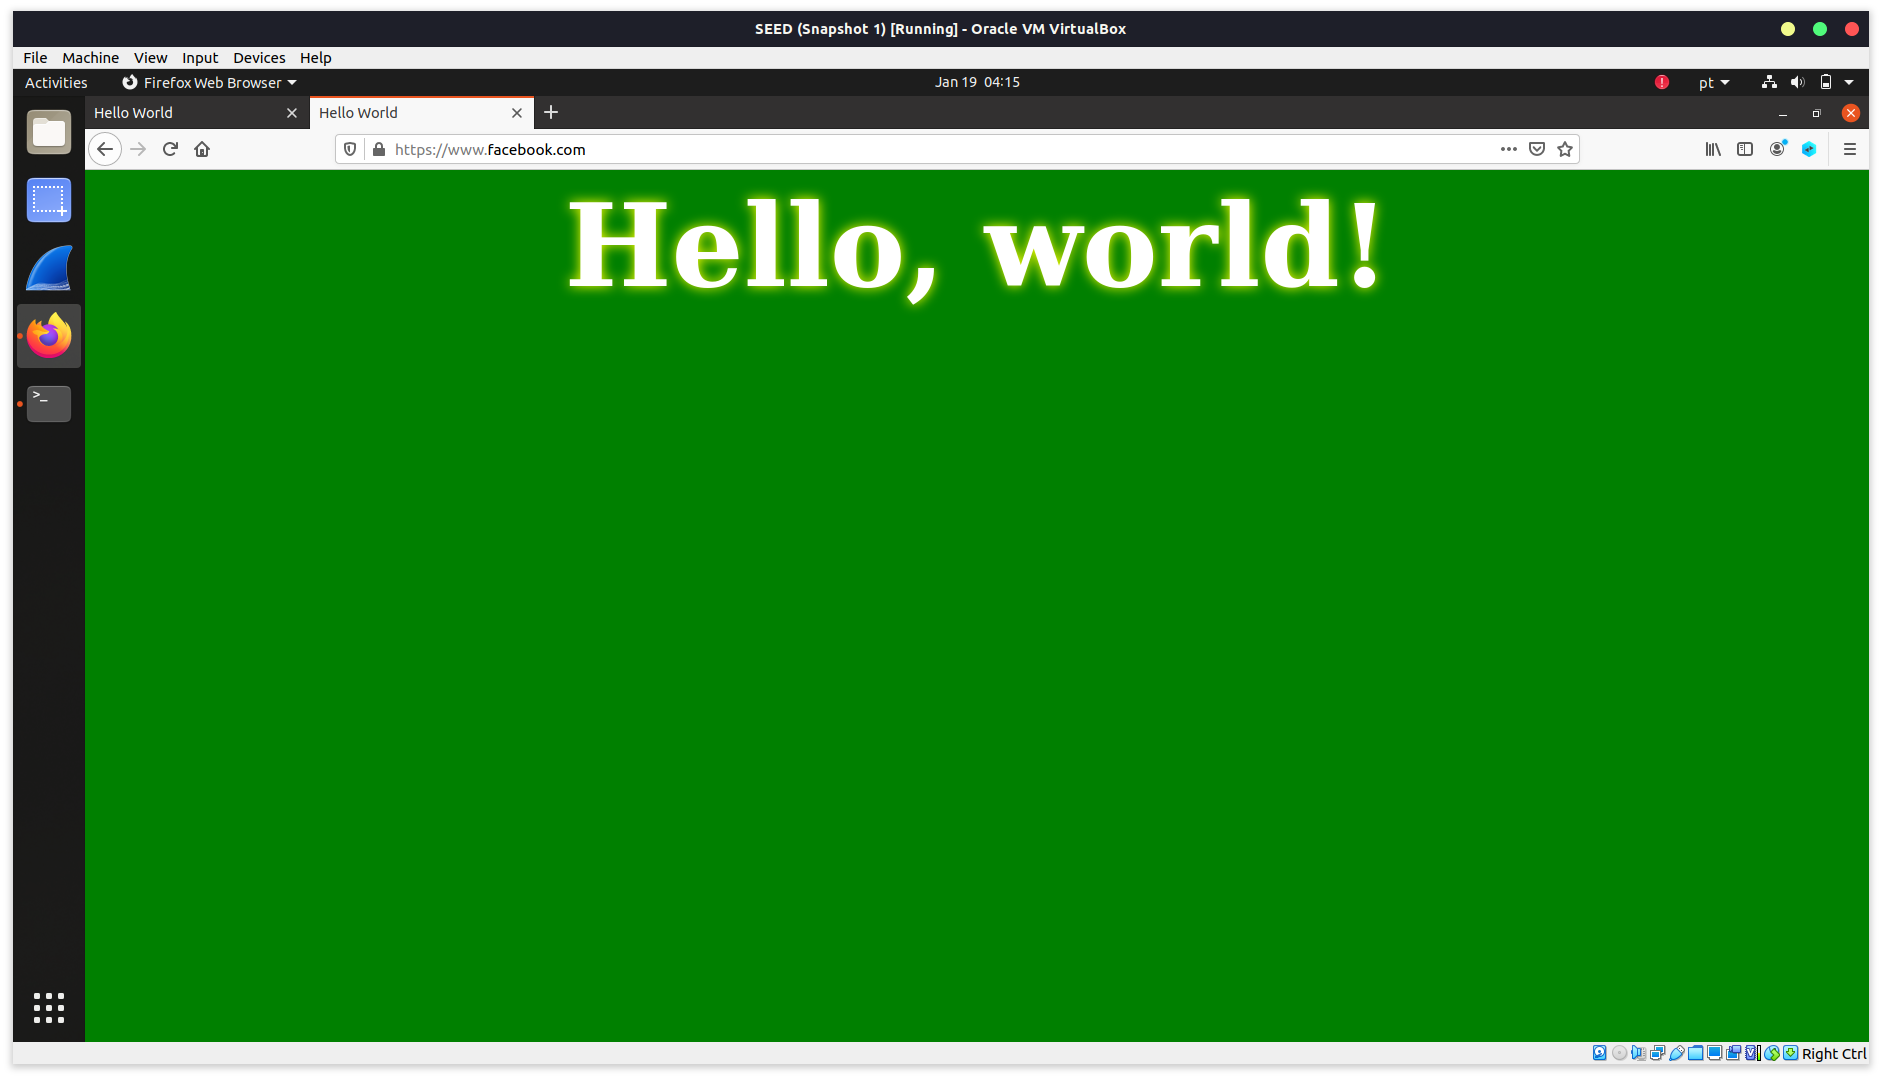 SEED (Snapshot 1) [Running] - Oracle VM VirtualBox
File Machine View Input Devices Help
Activities Firefox Web Browser Jan 19 04:15 pt
Hello World Hello World
https://www.facebook.com
Hello, world!
>_
Right Ctrl